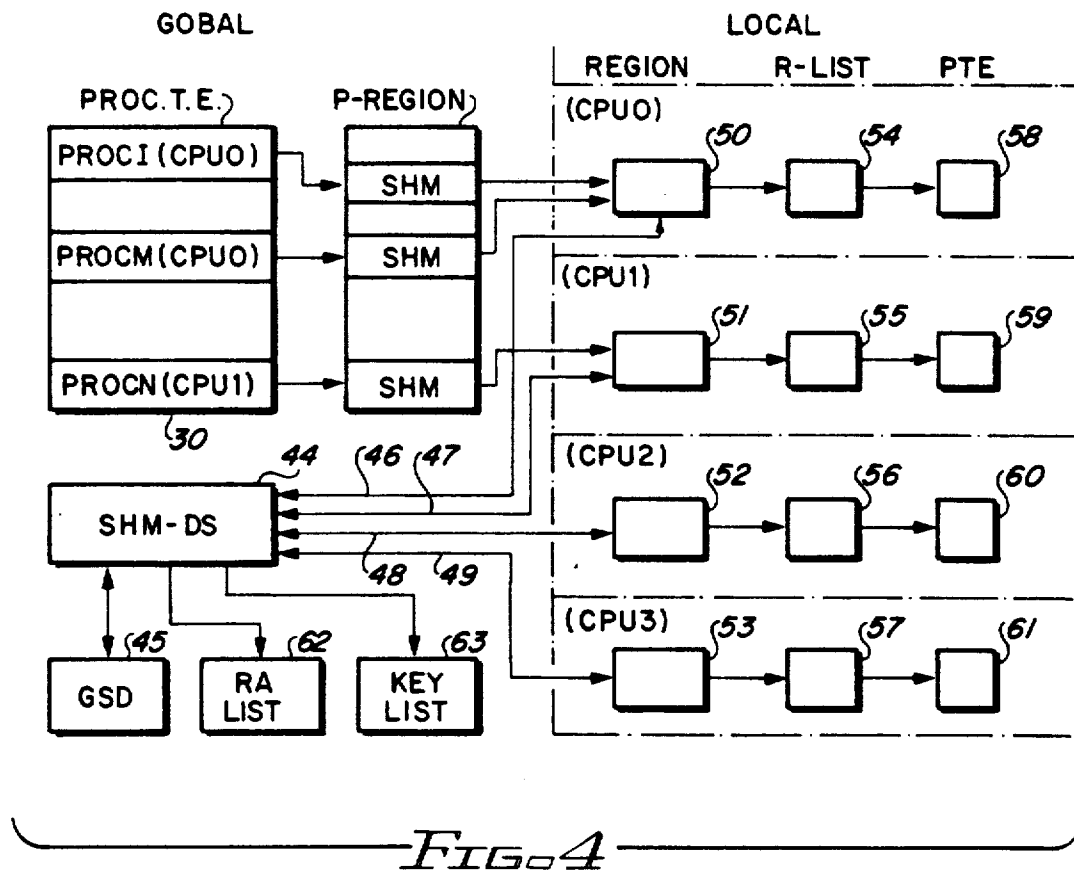 GOBAL
LOCAL
REGION R-LIST PTE
PROC.T.E.
P-REGION
(CPU0)
50
54
58
PROCI(CPU0)
SHM
PROCM(CPU0)
SHM
(CPU1)
51
55
59
PROCN(CPU1)
SHM
30
44
46
47
SHM-DS
48
49
(CPU2)
52
56
60
(CPU3)
53
57
61
45
62
63
GSD
RA
LIST
KEY
LIST
FIG. 4